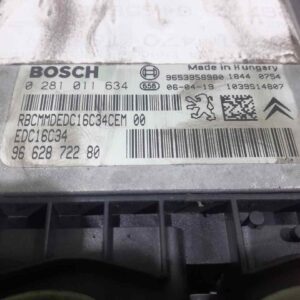 BOSCH
0 281 011 634
Made in Hungary
9653958980
1844 0754
658
06-04-19
1039S14807
RBCMMDEDC16C34CEM 00
EDC16C34
96 628 722 80